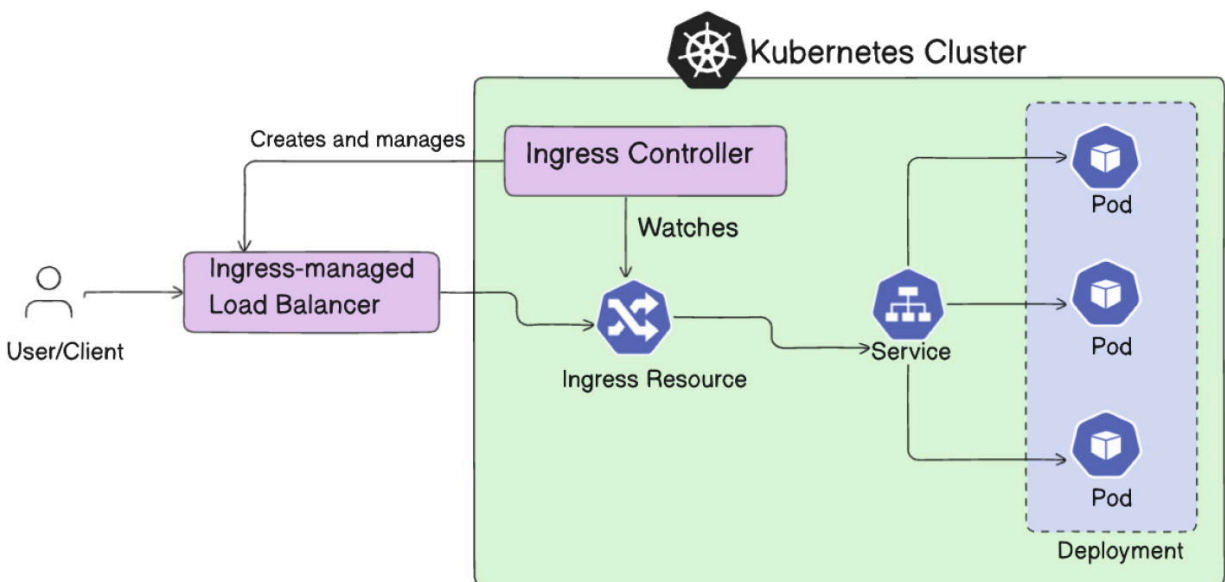 Kubernetes Cluster
Creates and manages
Ingress Controller
Watches
Ingress-managed
Load Balancer
User/Client
Ingress Resource
Service
Pod
Pod
Pod
Deployment